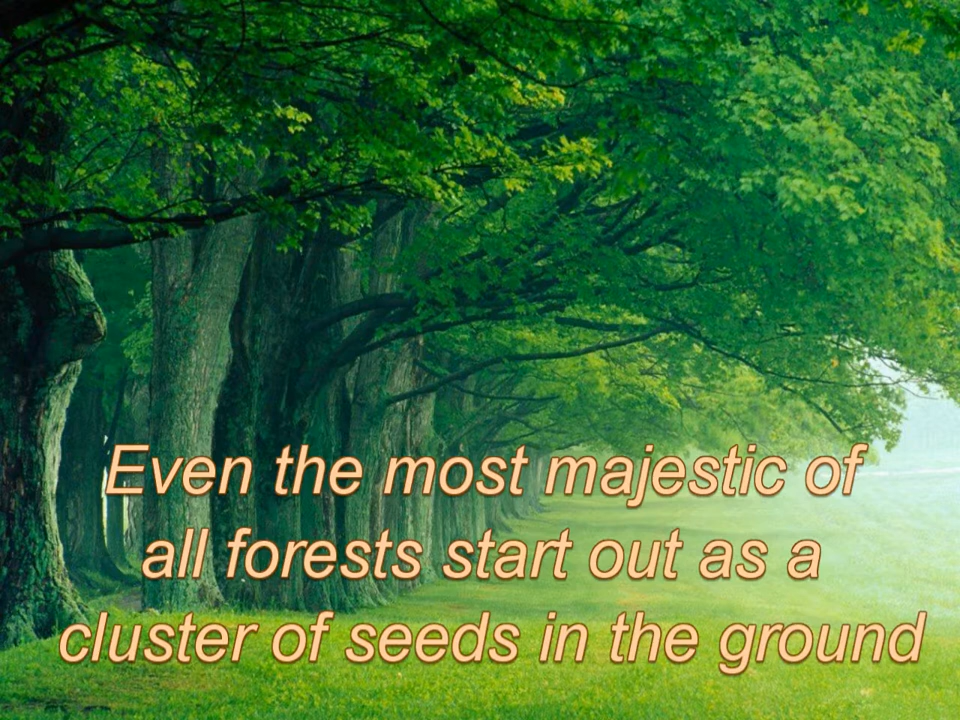 Even the most majestic of
all forests start out as a
cluster of seeds in the ground